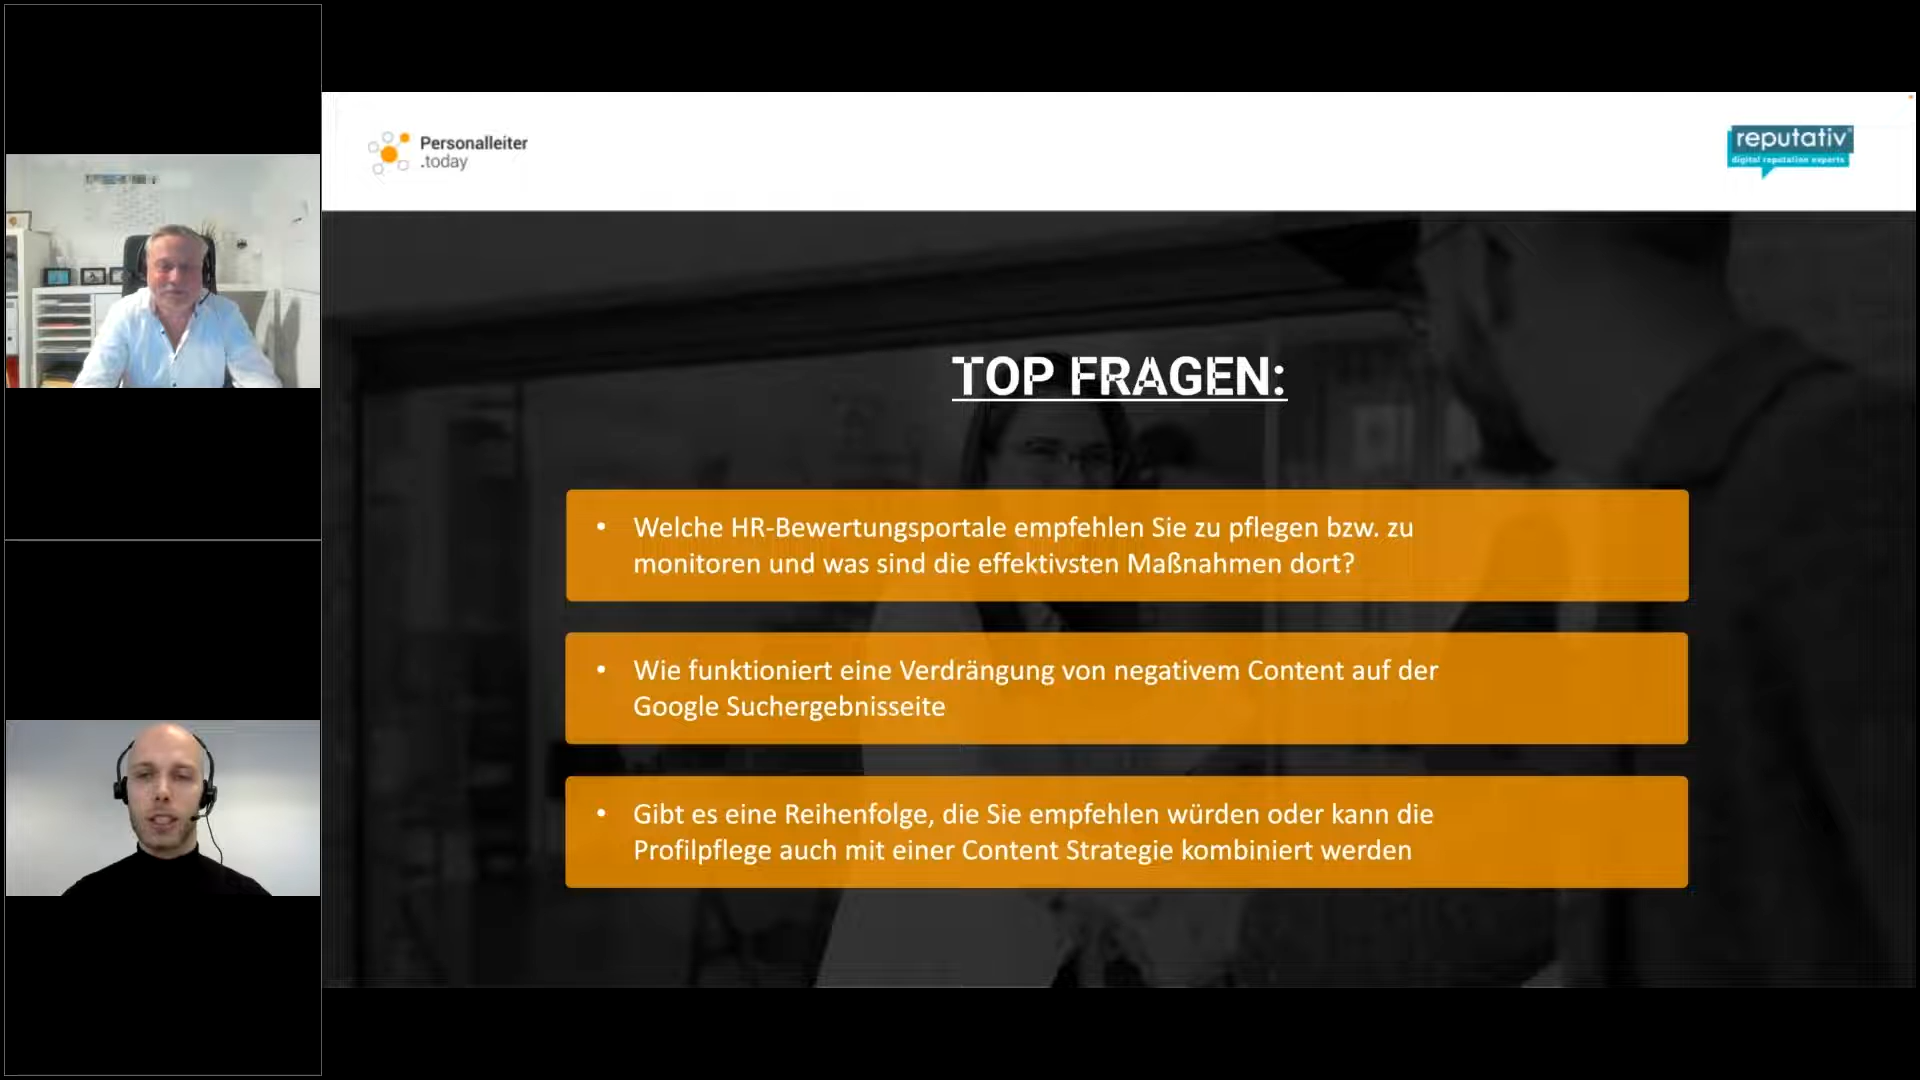 Personalleiter
.today
reputativ
digital reputation experts
TOP FRAGEN:
• Welche HR-Bewertungsportale empfehlen Sie zu pflegen bzw. zu
monitoren und was sind die effektivsten Maßnahmen dort?
• Wie funktioniert eine Verdrängung von negativem Content auf der
Google Suchergebnisseite
• Gibt es eine Reihenfolge, die Sie empfehlen würden oder kann die
Profilpflege auch mit einer Content Strategie kombiniert werden